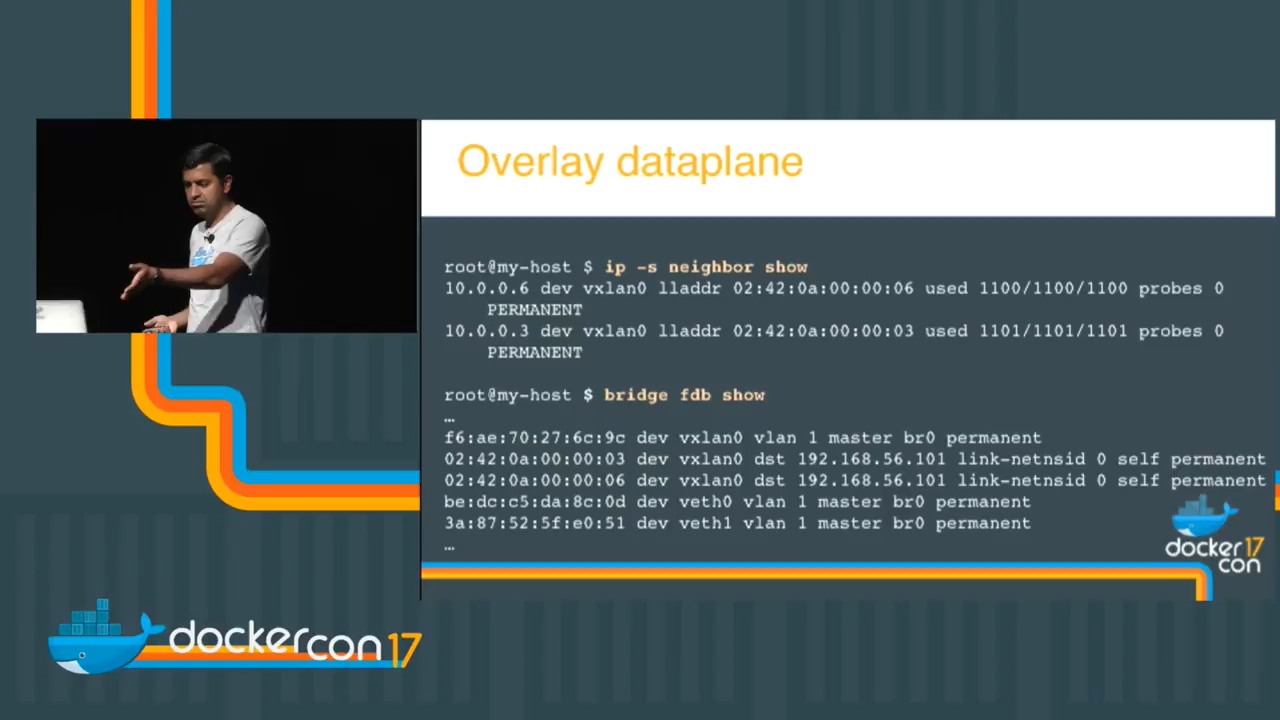 Overlay dataplane
root@my-host $ ip -s neighbor show
10.0.0.6 dev vxlan0 lladdr 02:42:0a:00:00:06 used 1100/1100/1100 probes 0
PERMANENT
10.0.0.3 dev vxlan0 lladdr 02:42:0a:00:00:03 used 1101/1101/1101 probes 0
PERMANENT
root@my-host $ bridge fdb show
…
f6:ae:70:27:6c:9c dev vxlan0 vlan 1 master br0 permanent
02:42:0a:00:00:03 dev vxlan0 dst 192.168.56.101 link-netnsid 0 self permanent
02:42:0a:00:00:06 dev vxlan0 dst 192.168.56.101 link-netnsid 0 self permanent
be:dc:c5:da:8c:0d dev veth0 vlan 1 master br0 permanent
3a:87:52:5f:e0:51 dev veth1 vlan 1 master br0 permanent
…
docker 17
con
dockercon 17